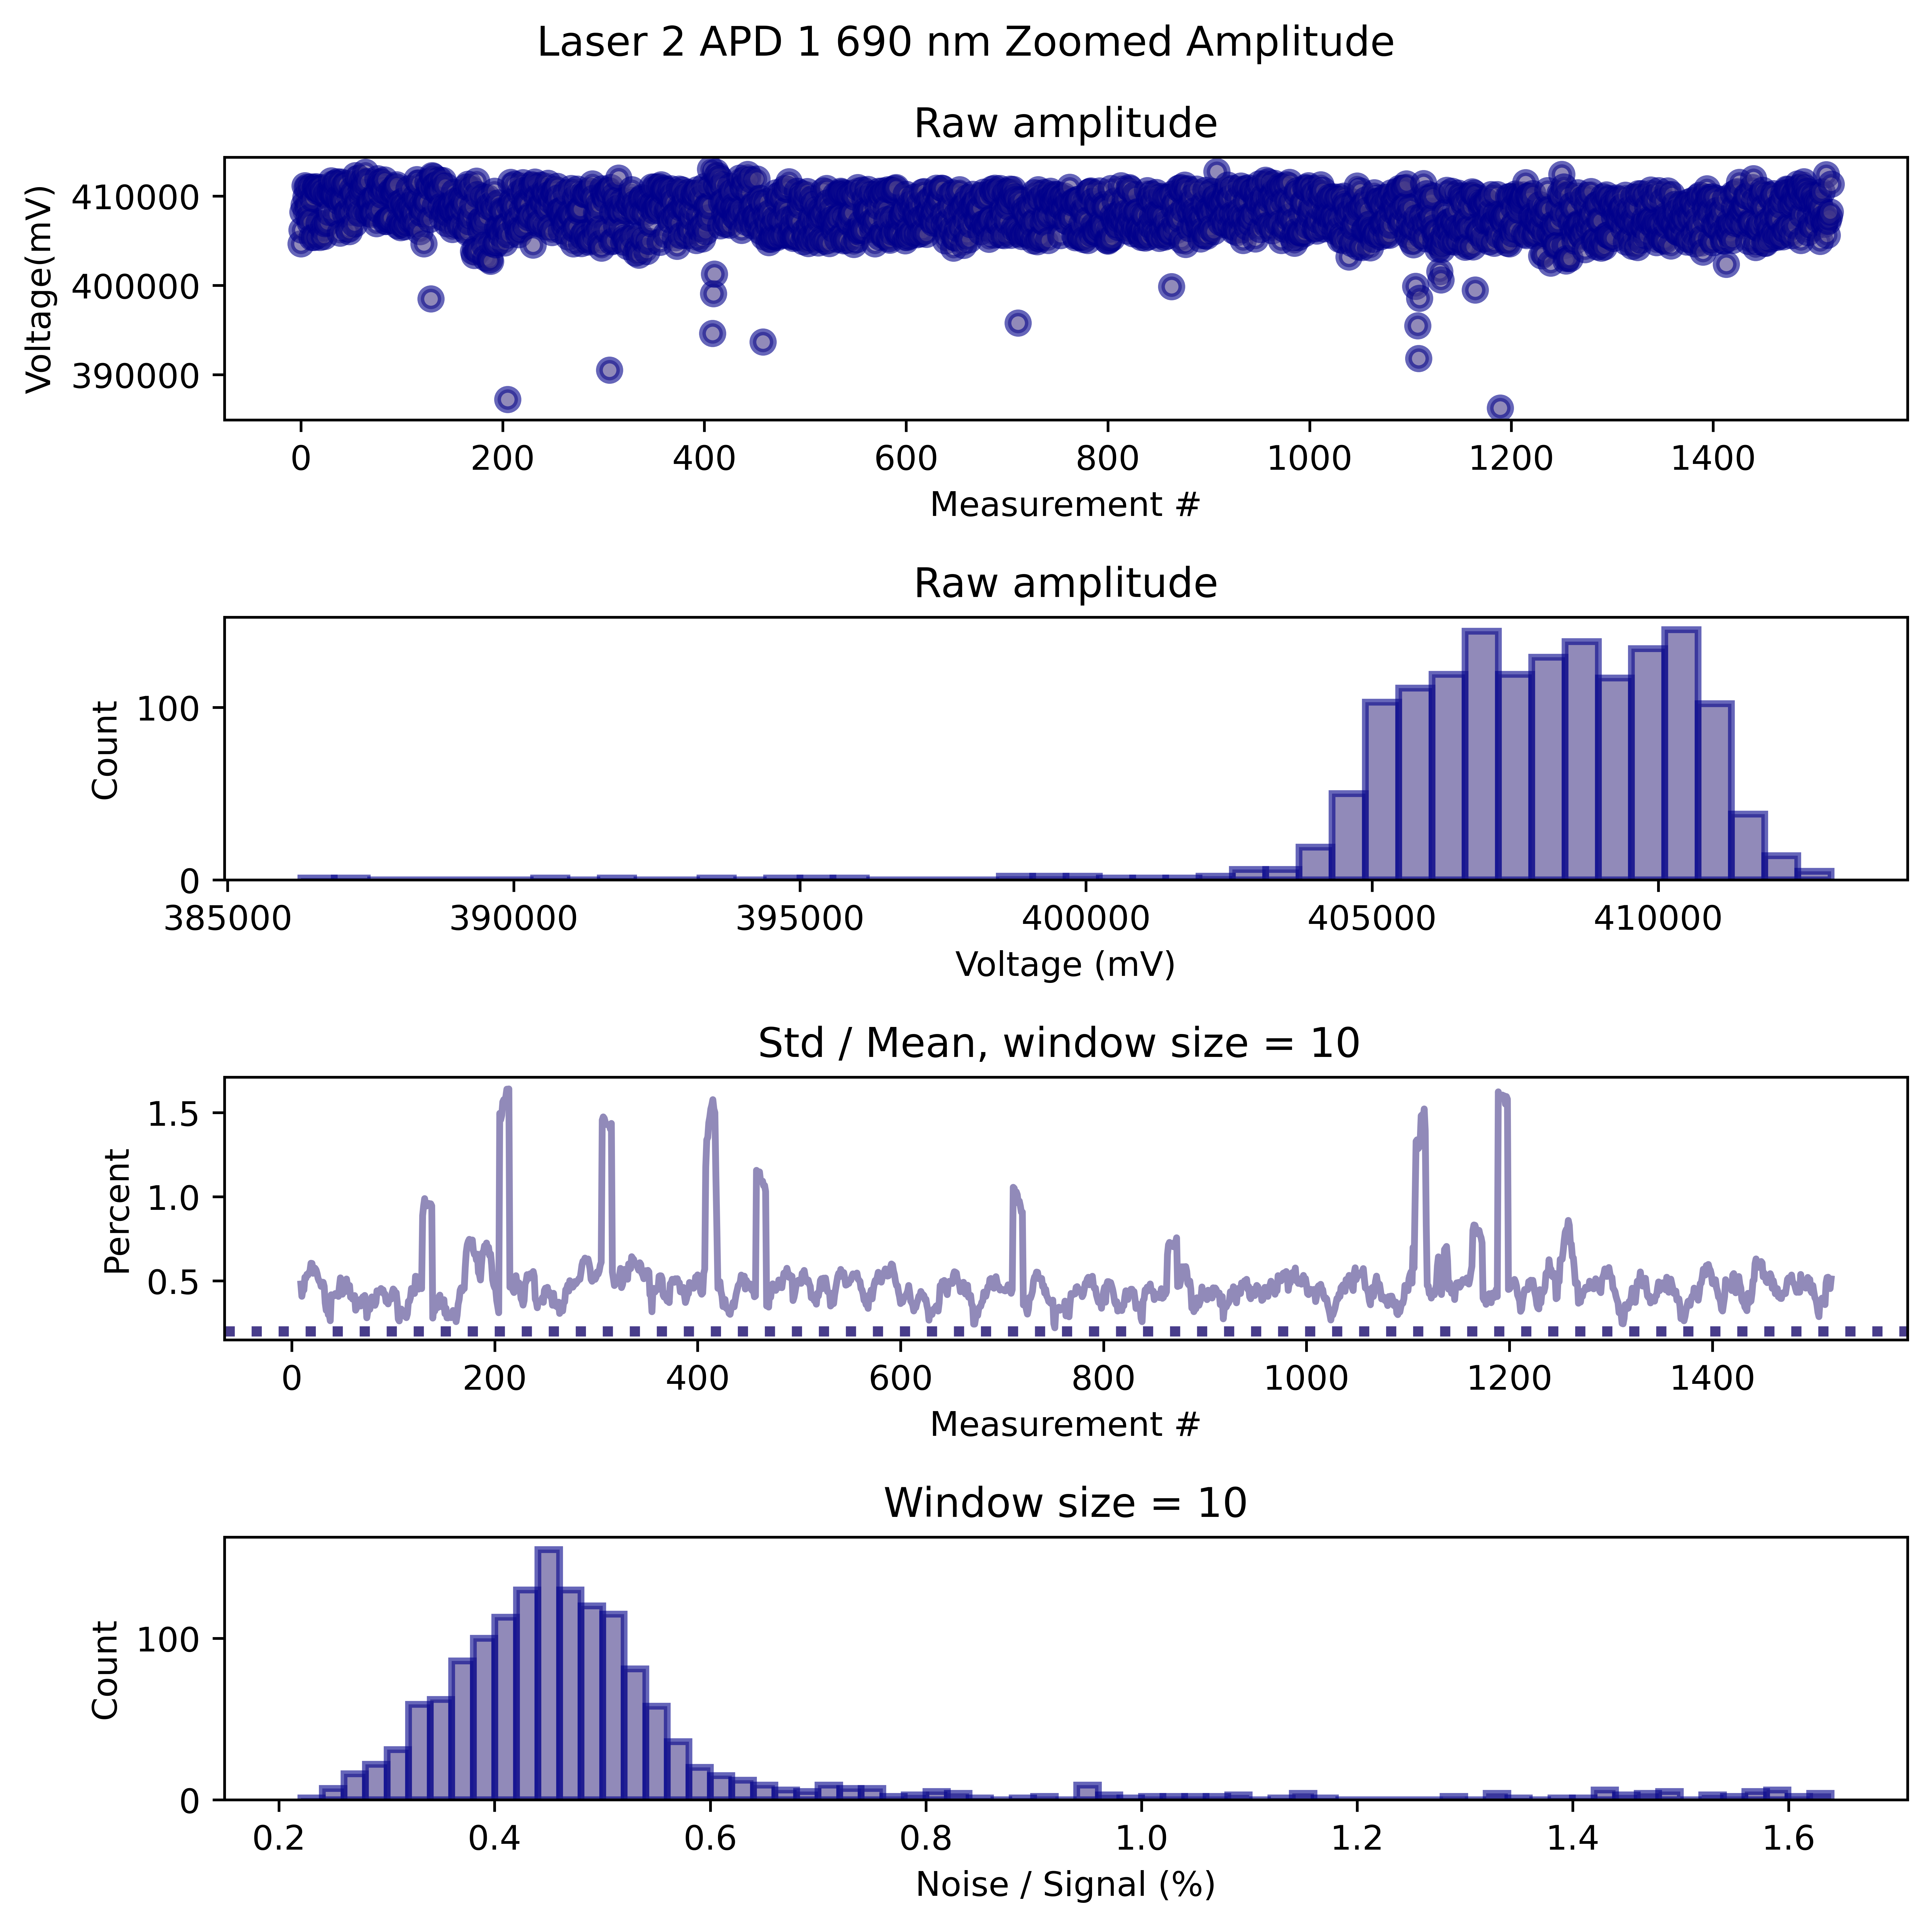 Laser 2 APD 1 690 nm Zoomed Amplitude
Raw amplitude
Voltage(mV)
410000
400000
390000
0 200 400 600 800 1000 1200 1400
Measurement #
Raw amplitude
Count
100
0
385000 390000 395000 400000 405000 410000
Voltage (mV)
Std / Mean, window size = 10
Percent
1.5
1.0
0.5
0 200 400 600 800 1000 1200 1400
Measurement #
Window size = 10
Count
100
0
0.2 0.4 0.6 0.8 1.0 1.2 1.4 1.6
Noise / Signal (%)